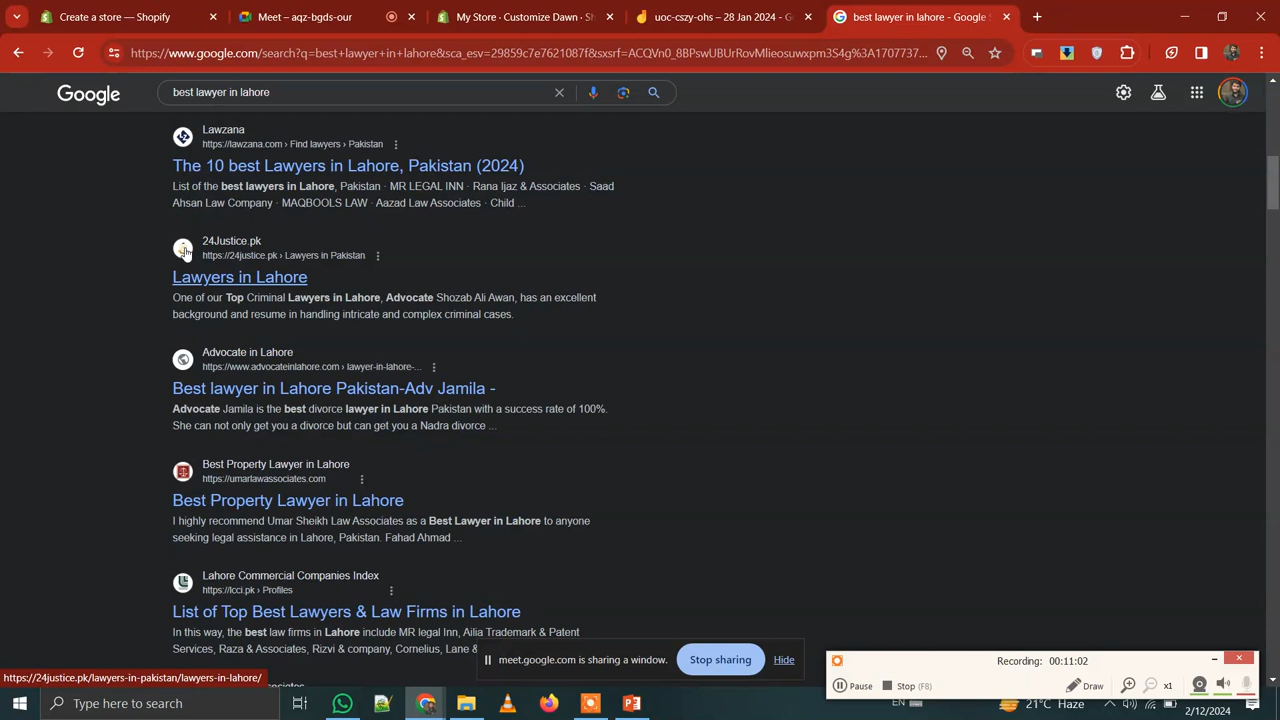 Create a store — Shopify
Meet – aqz-bgds-our
My Store · Customize Dawn · S
uoc-cszy-ohs – 28 Jan 2024 - G
best lawyer in lahore - Google S
https://www.google.com/search?q=best+lawyer+in+lahore&sca_esv=29859c7e7621087f&sxsrf=ACQVn0_8BPswUBUrRovMlieosuwxpm3S4g%3A1707737...
Google
best lawyer in lahore
Lawzana
https://lawzana.com › Find lawyers › Pakistan
The 10 best Lawyers in Lahore, Pakistan (2024)
List of the best lawyers in Lahore, Pakistan · MR LEGAL INN · Rana Ijaz & Associates · Saad
Ahsan Law Company · MAQBOOLS LAW · Aazad Law Associates · Child ...
24Justice.pk
https://24justice.pk › Lawyers in Pakistan
Lawyers in Lahore
One of our Top Criminal Lawyers in Lahore, Advocate Shozab Ali Awan, has an excellent
background and resume in handling intricate and complex criminal cases.
Advocate in Lahore
https://www.advocateinlahore.com › lawyer-in-lahore-...
Best lawyer in Lahore Pakistan-Adv Jamila -
Advocate Jamila is the best divorce lawyer in Lahore Pakistan with a success rate of 100%.
She can not only get you a divorce but can get you a Nadra divorce ...
Best Property Lawyer in Lahore
https://umarlawassociates.com
Best Property Lawyer in Lahore
I highly recommend Umar Sheikh Law Associates as a Best Lawyer in Lahore to anyone
seeking legal assistance in Lahore, Pakistan. Fahad Ahmad ...
Lahore Commercial Companies Index
https://lcci.pk › Profiles
List of Top Best Lawyers & Law Firms in Lahore
In this way, the best law firms in Lahore include MR legal Inn, Ailia Trademark & Patent
Services, Raza & Associates, Rizvi & company, Cornelius, Lane &
meet.google.com is sharing a window.
Stop sharing
Hide
Recording: 00:11:02
Pause
Stop (F8)
x1
Draw
https://24justice.pk/lawyers-in-pakistan/lawyers-in-lahore/
Type here to search
EN
21°C Haze
2/12/2024